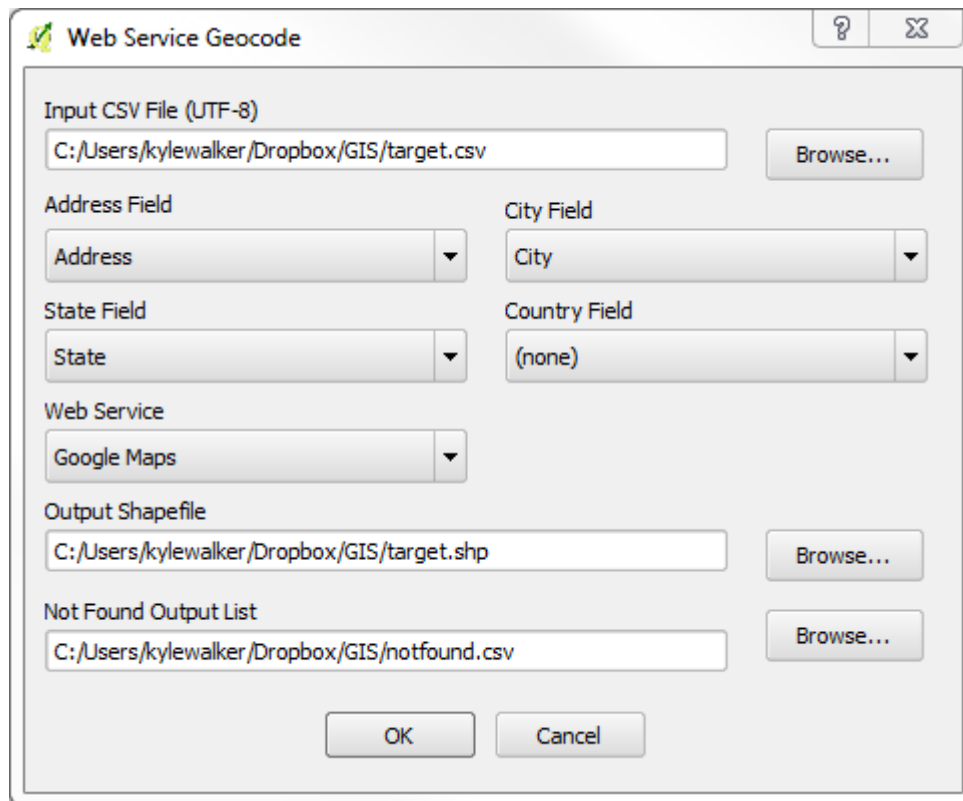 Web Service Geocode
Input CSV File (UTF-8)
C:/Users/kylewalker/Dropbox/GIS/target.csv
Browse...
Address Field
City Field
Address
City
State Field
Country Field
State
(none)
Web Service
Google Maps
Output Shapefile
C:/Users/kylewalker/Dropbox/GIS/target.shp
Browse...
Not Found Output List
C:/Users/kylewalker/Dropbox/GIS/notfound.csv
Browse...
OK
Cancel